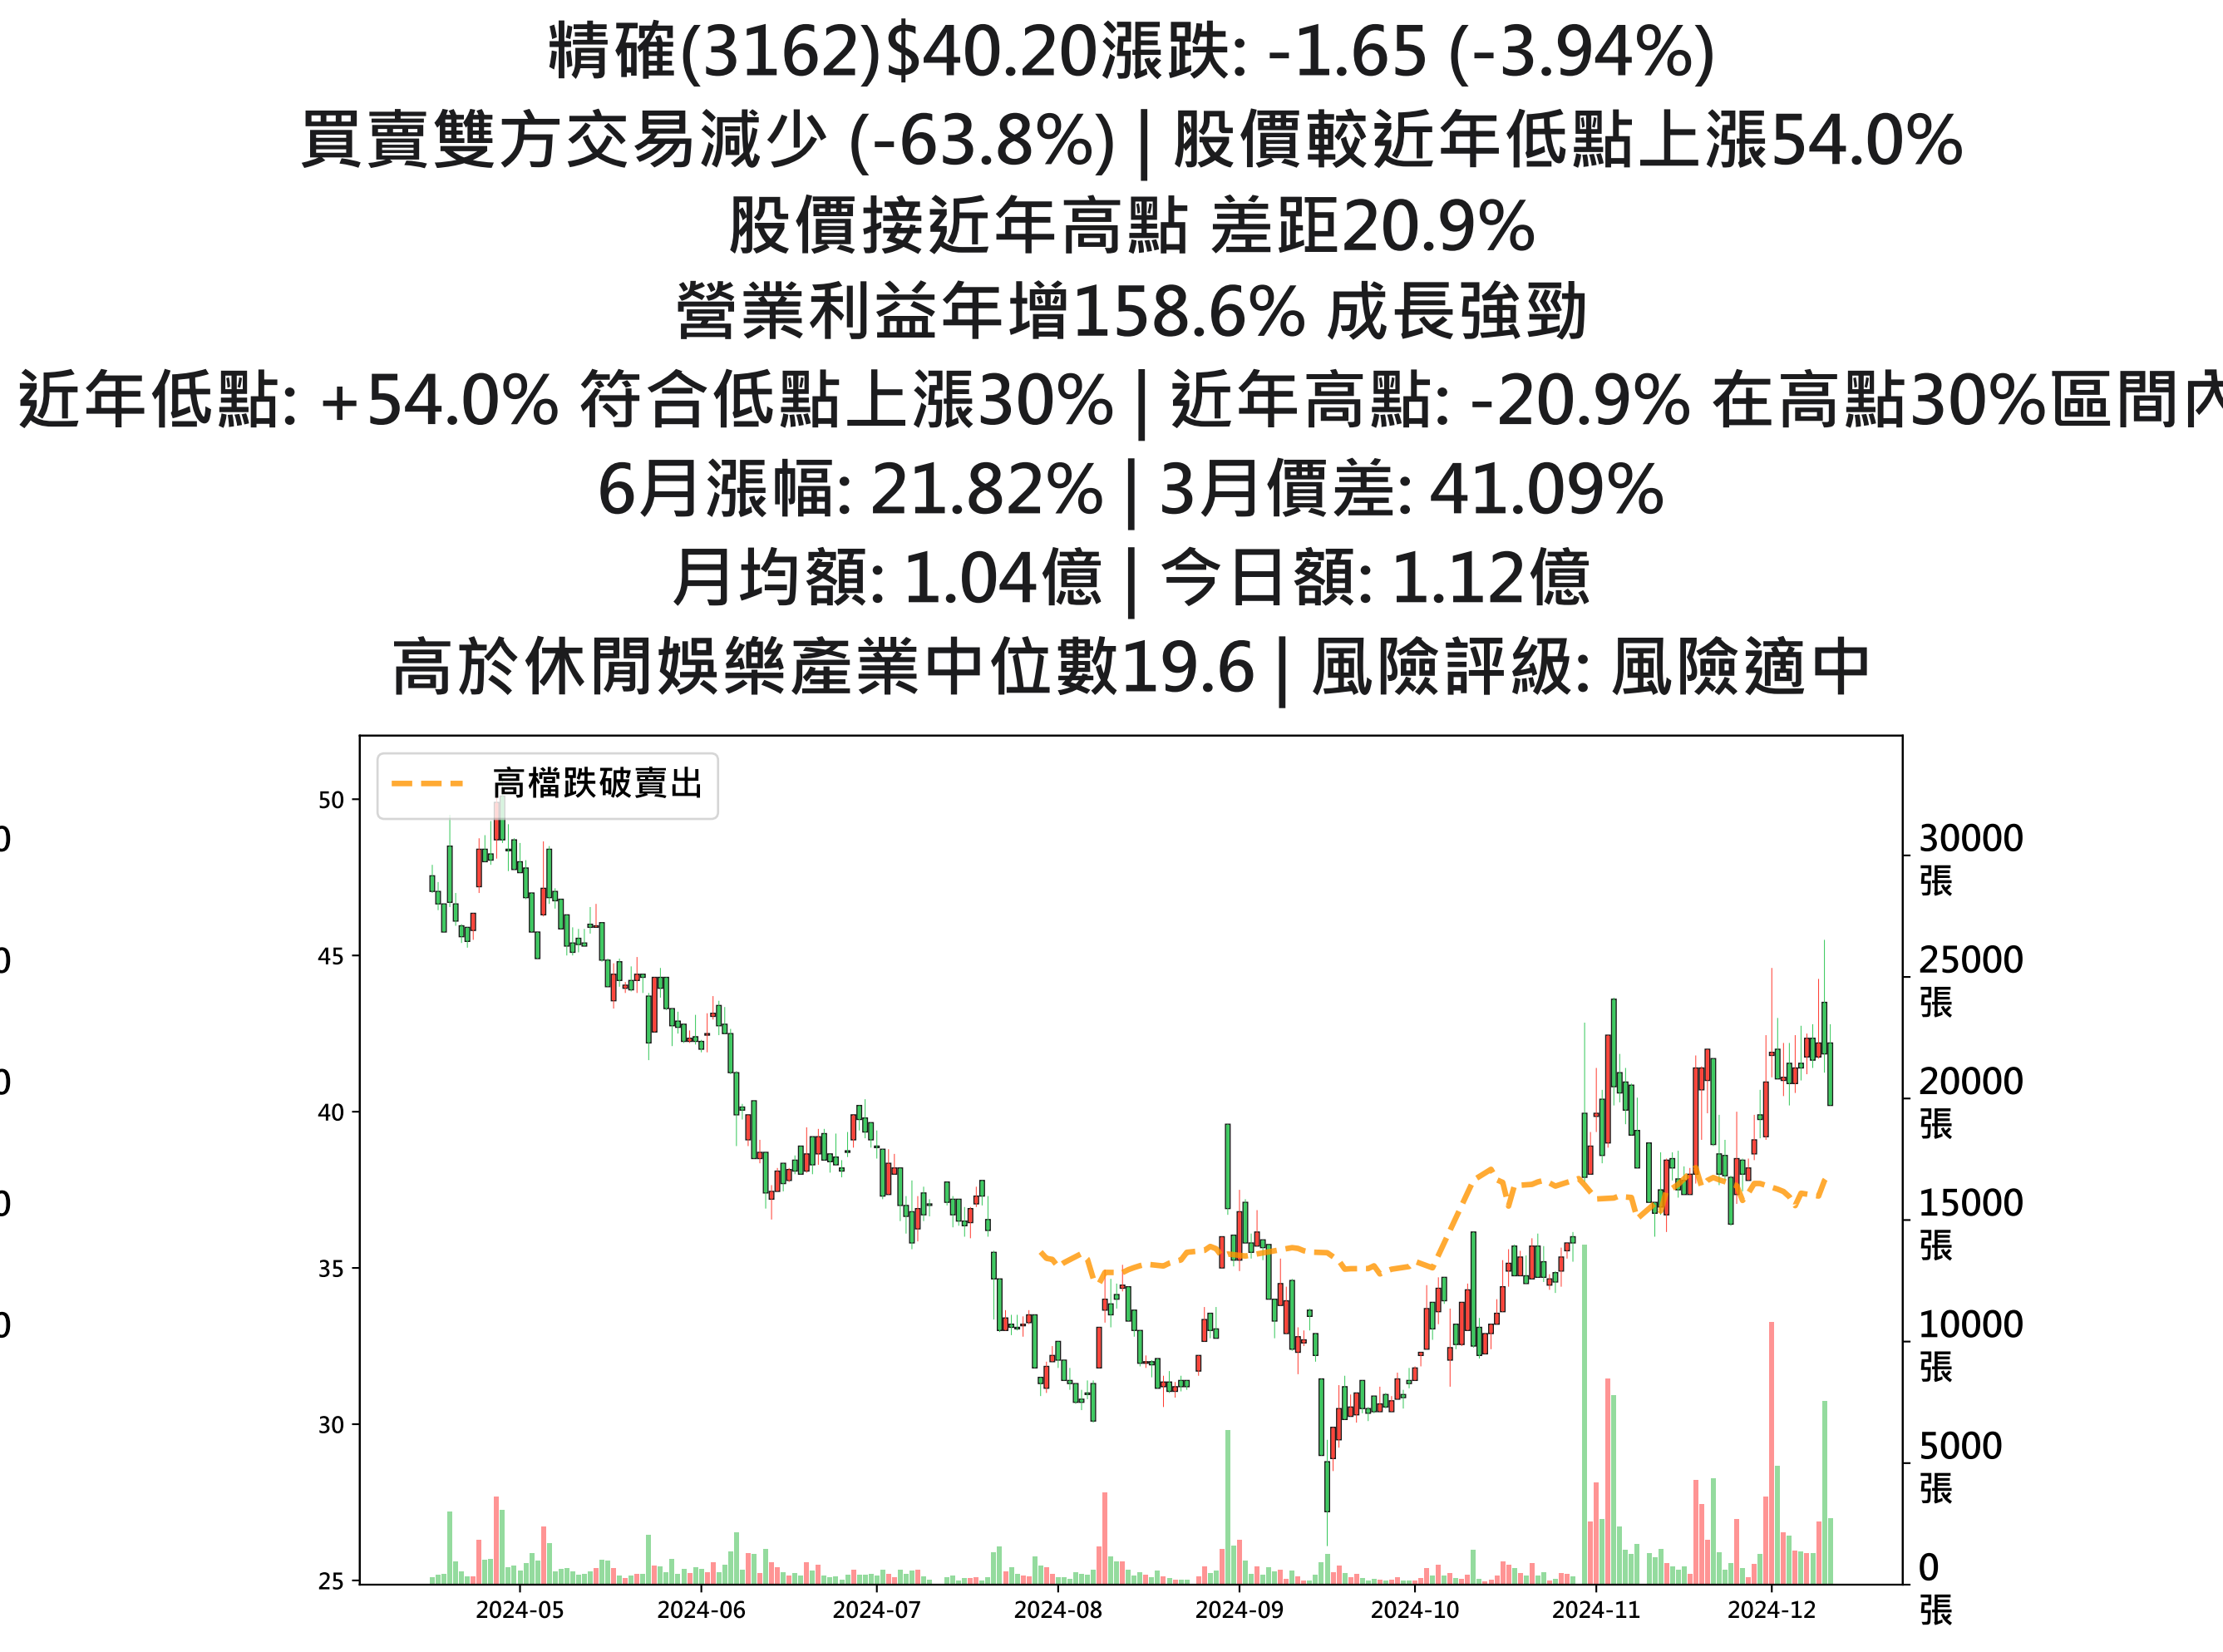 精確(3162)$40.20漲跌: -1.65 (-3.94%)
買賣雙方交易減少 (-63.8%) | 股價較近年低點上漲54.0%
股價接近年高點 差距20.9%
營業利益年增158.6% 成長強勁
近年低點: +54.0% 符合低點上漲30% | 近年高點: -20.9% 在高點30%區間內
6月漲幅: 21.82% | 3月價差: 41.09%
月均額: 1.04億 | 今日額: 1.12億
高於休閒娛樂產業中位數19.6 | 風險評級: 風險適中
高檔跌破賣出
50
45
40
35
30
25
0
0
0
0
0
30000
張
25000
張
20000
張
15000
張
10000
張
5000
張
0
張
2024-05
2024-06
2024-07
2024-08
2024-09
2024-10
2024-11
2024-12